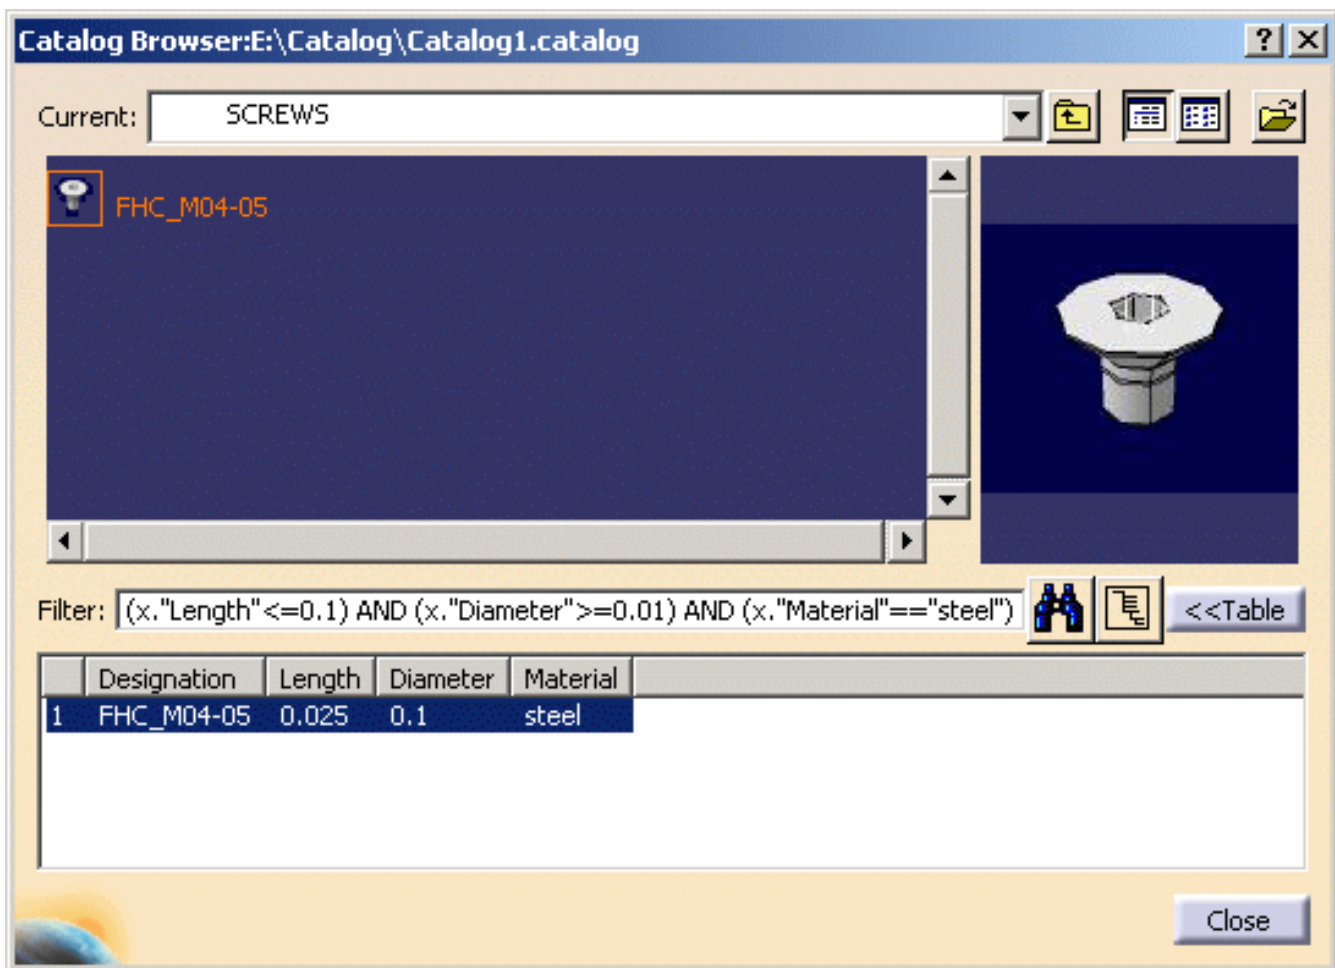 Catalog Browser:E:\Catalog\Catalog1.catalog
Current: SCREWS
FHC_M04-05
Filter: (x."Length"<=0.1) AND (x."Diameter">=0.01) AND (x."Material"=="steel") <<Table
Designation Length Diameter Material
1 FHC_M04-05 0.025 0.1 steel
Close